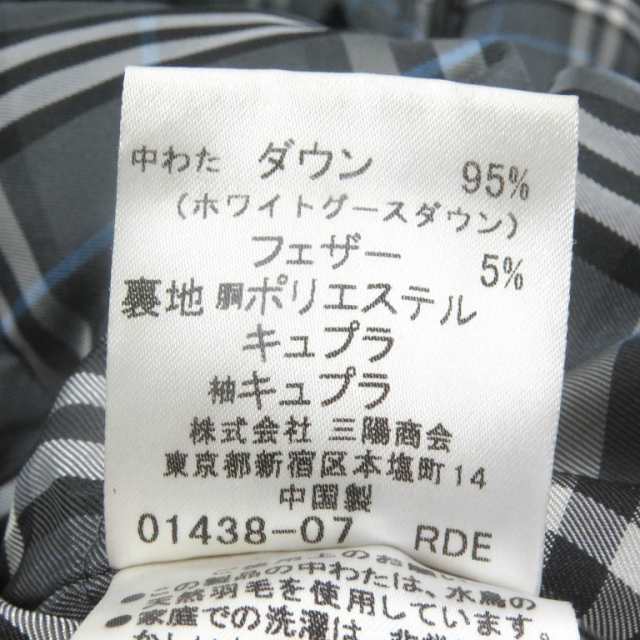 中わた ダウン 95%
(ホワイトグースダウン)
フェザー 5%
裏地 胴ポリエステル
キュプラ
袖キュプラ
株式会社 三陽商会
東京都新宿区本塩町14
中国製
01438-07 RDE
●この製品の中わたは、水鳥の
天然羽毛を使用しています
●家庭での洗濯は、非常